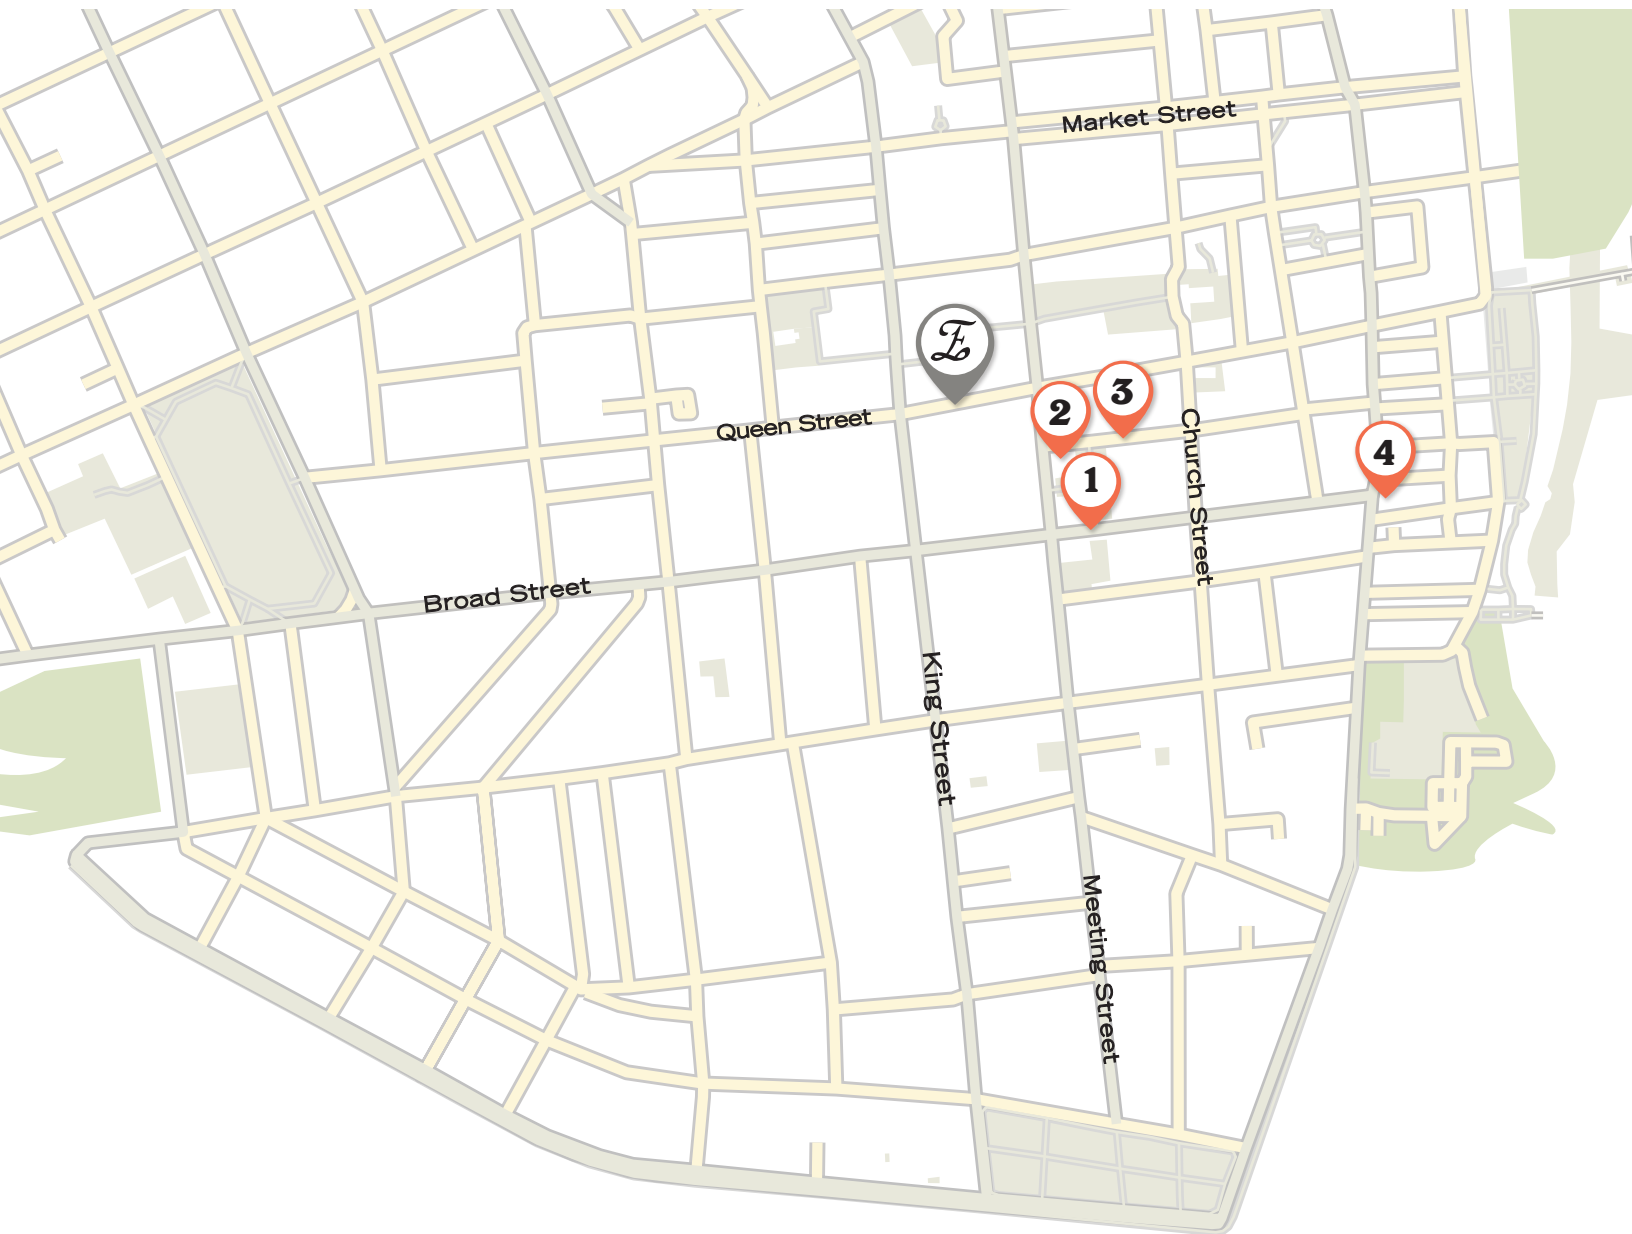 Market Street
E
3
2
Queen Street
Church Street
4
1
Broad Street
King Street
Meeting Street